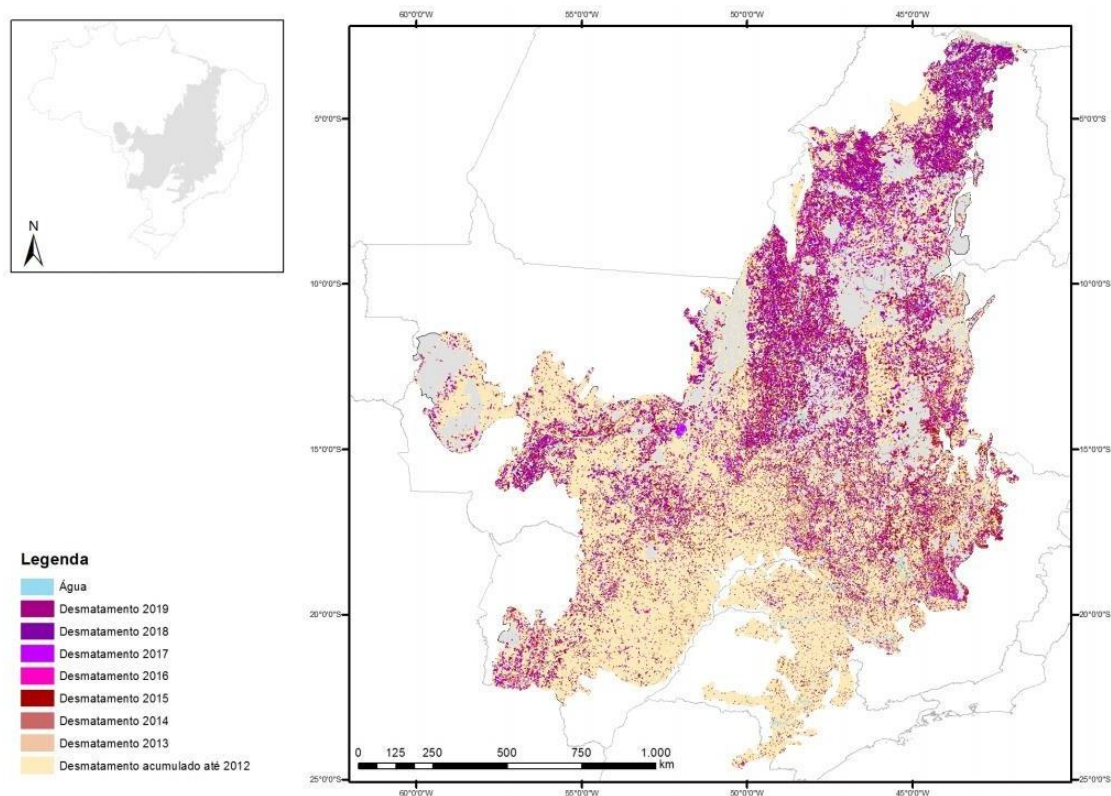 N
60°0'0"W 55°0'0"W 50°0'0"W 45°0'0"W
5°0'0"S 5°0'0"S
10°0'0"S 10°0'0"S
15°0'0"S 15°0'0"S
20°0'0"S 20°0'0"S
25°0'0"S 25°0'0"S
Legenda
Água
Desmatamento 2019
Desmatamento 2018
Desmatamento 2017
Desmatamento 2016
Desmatamento 2015
Desmatamento 2014
Desmatamento 2013
Desmatamento acumulado até 2012
0 125 250 500 750 1.000
km
60°0'0"W 55°0'0"W 50°0'0"W 45°0'0"W